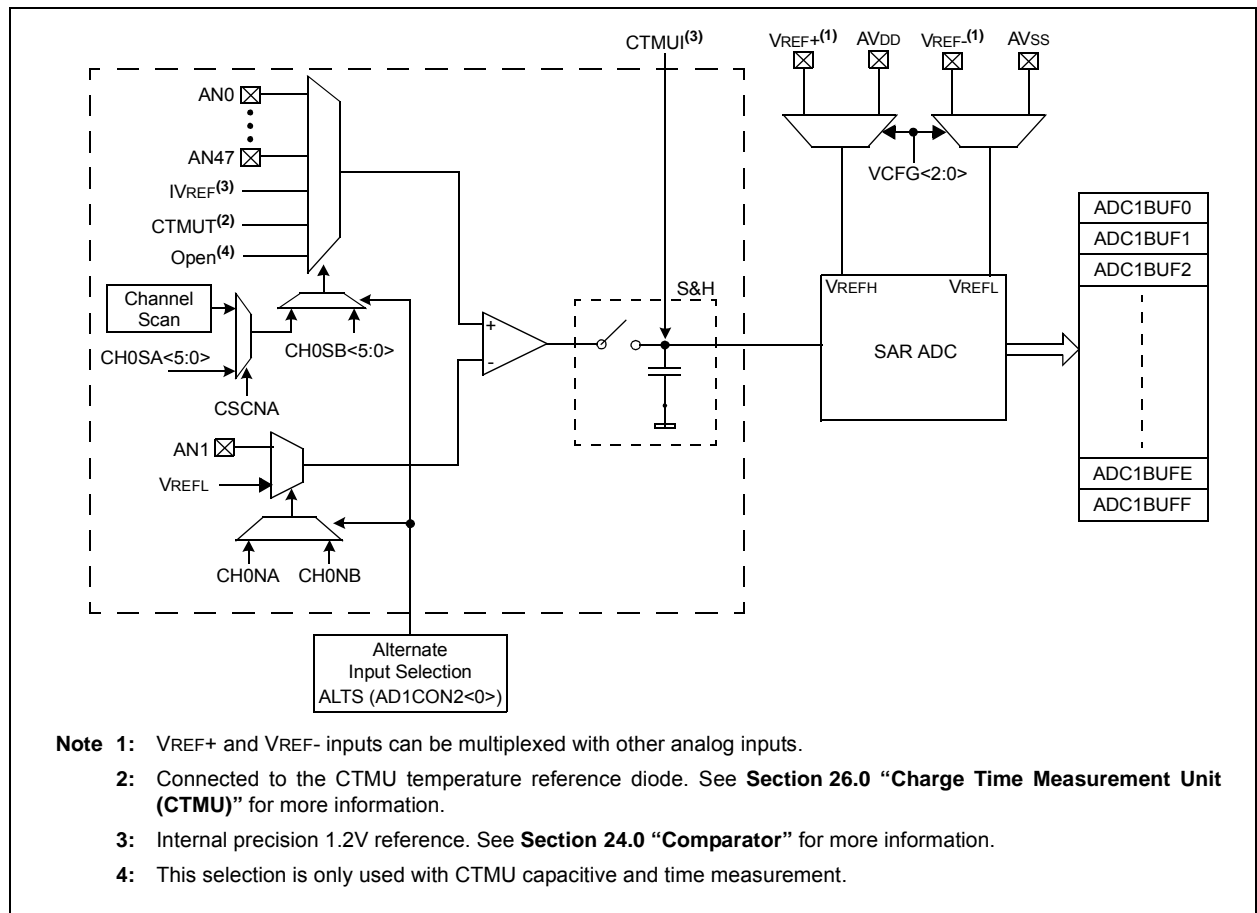 CTMUI(3)
VREF+(1) AVDD VREF-(1) AVSS
AN0
AN47
IVREF(3)
CTMUT(2)
Open(4)
VCFG<2:0>
ADC1BUF0
ADC1BUF1
ADC1BUF2
Channel
Scan
S&H
VREFH VREFL
CH0SA<5:0>
CH0SB<5:0>
+
-
SAR ADC
CSCNA
AN1
VREFL
ADC1BUFE
ADC1BUFF
CH0NA CH0NB
Alternate
Input Selection
ALTS (AD1CON2<0>)
Note 1: VREF+ and VREF- inputs can be multiplexed with other analog inputs.
2: Connected to the CTMU temperature reference diode. See Section 26.0 “Charge Time Measurement Unit
(CTMU)” for more information.
3: Internal precision 1.2V reference. See Section 24.0 “Comparator” for more information.
4: This selection is only used with CTMU capacitive and time measurement.